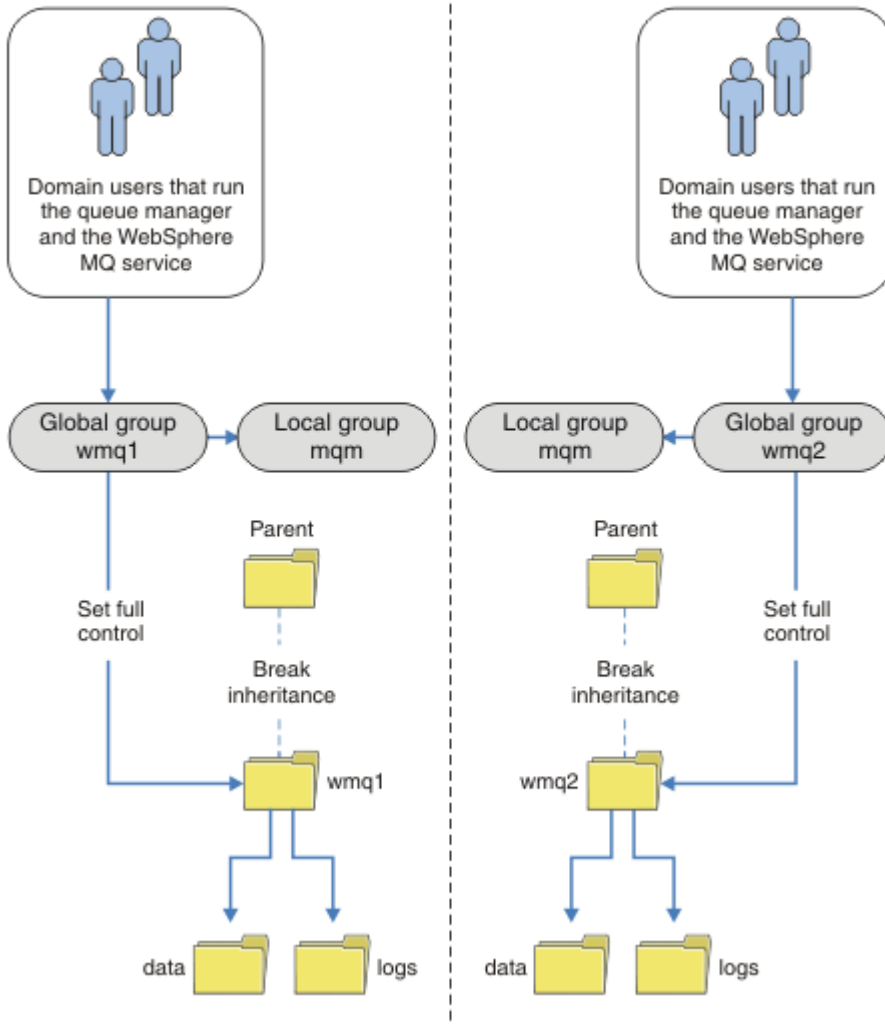 Domain users that run
the queue manager
and the WebSphere
MQ service
Global group
wmq1
Local group
mqm
Parent
Set full
control
Break
inheritance
wmq1
data
logs
Domain users that run
the queue manager
and the WebSphere
MQ service
Local group
mqm
Global group
wmq2
Parent
Set full
control
Break
inheritance
wmq2
data
logs